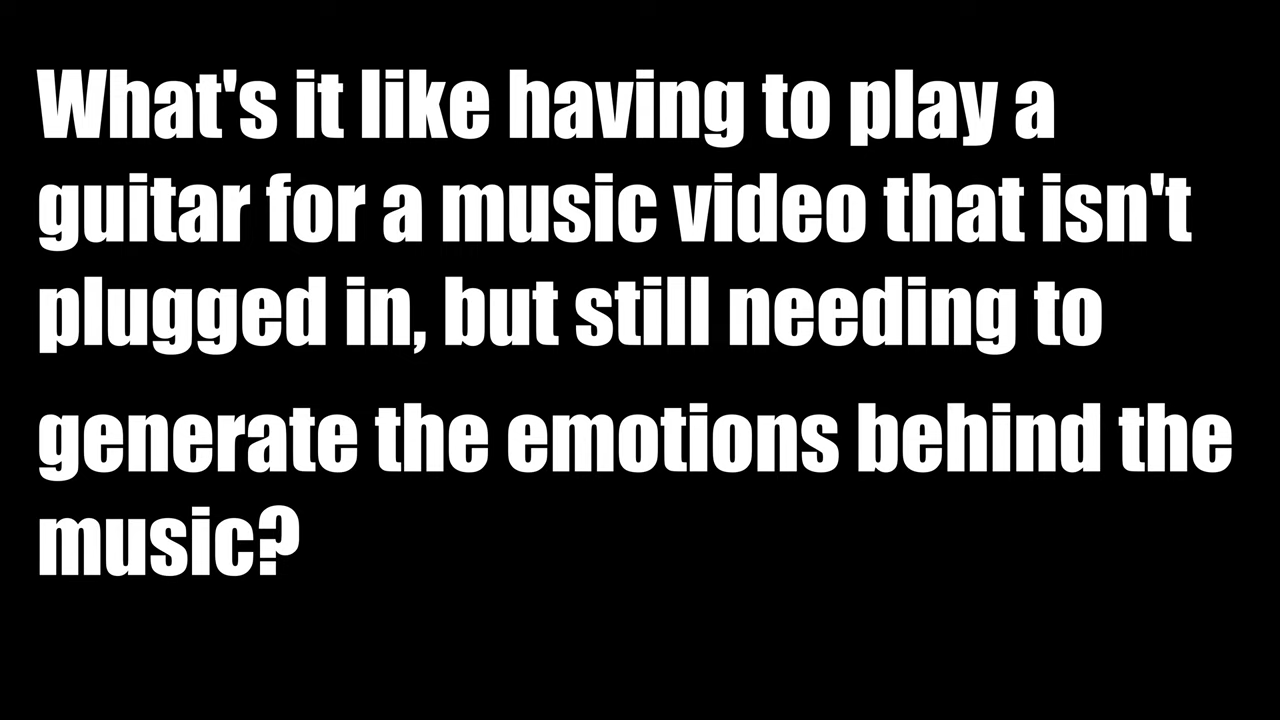 What's it like having to play a
guitar for a music video that isn't
plugged in, but still needing to
generate the emotions behind the
music?